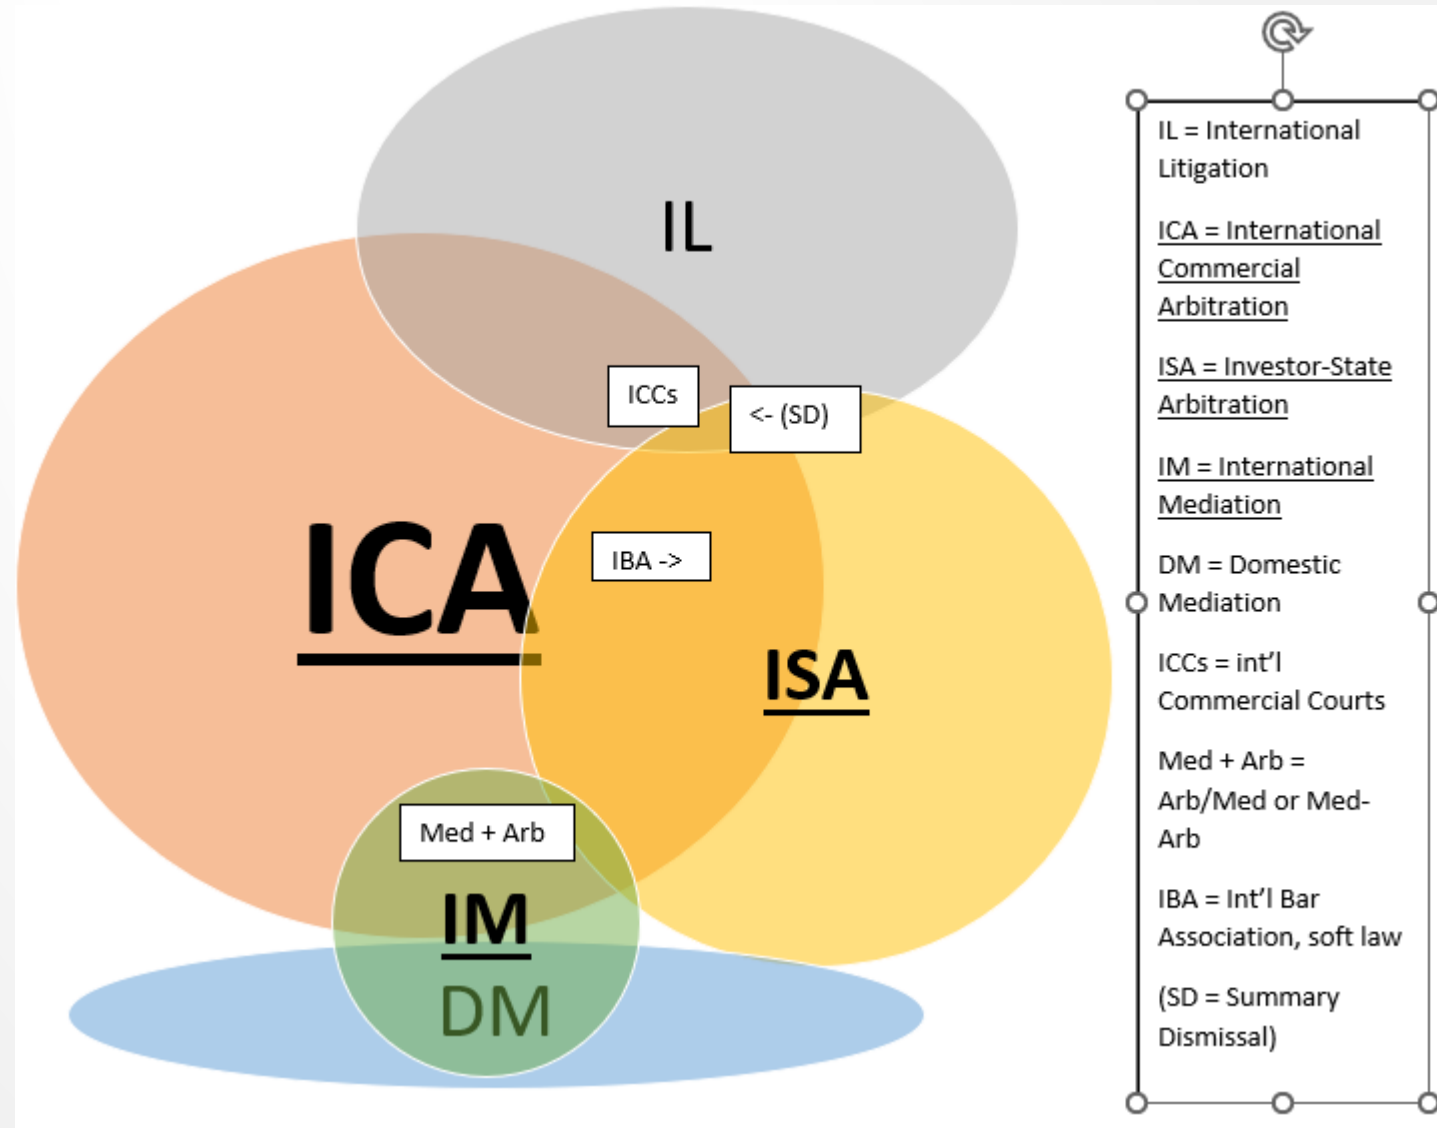 IL
ICCs
<- (SD)
IBA ->
ICA
ISA
Med + Arb
IM
DM
IL = International
Litigation
ICA = International
Commercial
Arbitration
ISA = Investor-State
Arbitration
IM = International
Mediation
DM = Domestic
Mediation
ICCs = int'l
Commercial Courts
Med + Arb =
Arb/Med or Med-
Arb
IBA = Int'l Bar
Association, soft law
(SD = Summary
Dismissal)